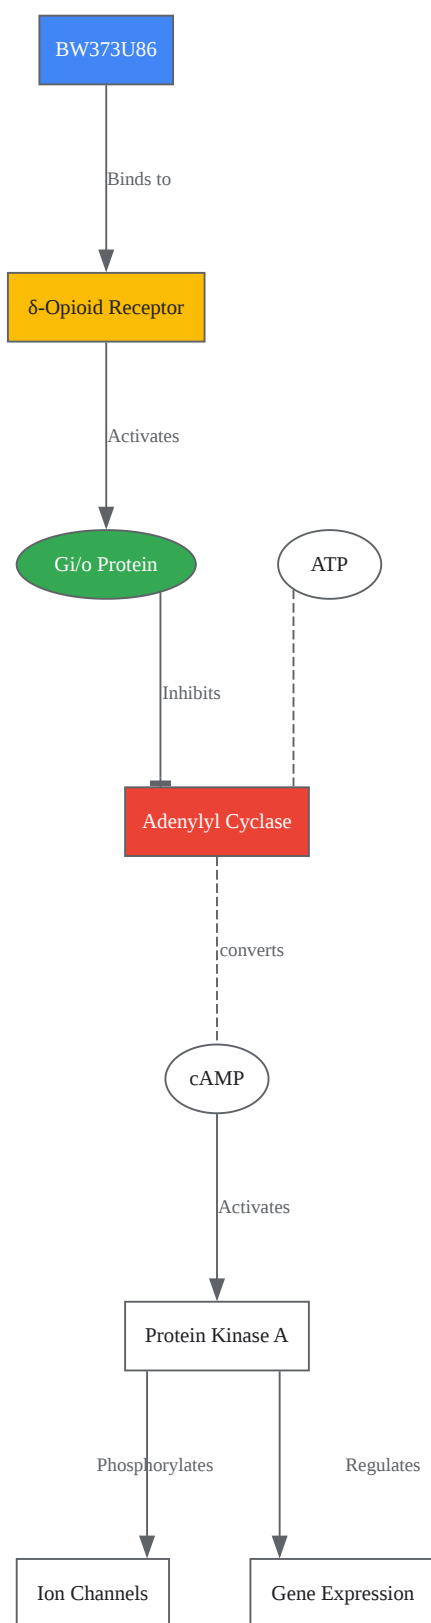 BW373U86
Binds to
δ-Opioid Receptor
Activates
Gi/o Protein
ATP
Inhibits
Adenylyl Cyclase
converts
cAMP
Activates
Protein Kinase A
Phosphorylates
Regulates
Ion Channels
Gene Expression